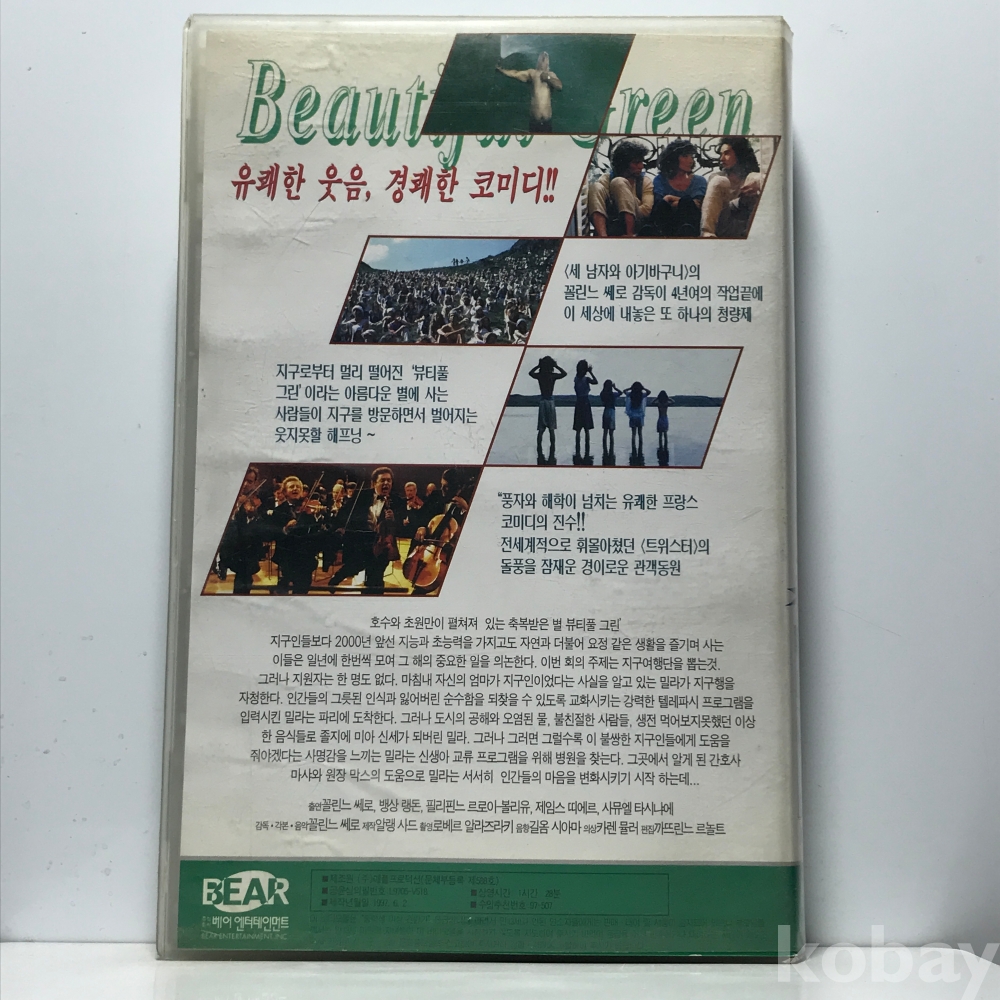 Beautiful Green
유쾌한 웃음, 경쾌한 코미디!!
〈세 남자와 아기바구니〉의
꼴린느 쎄로 감독이 4년여의 작업끝에
이 세상에 내놓은 또 하나의 청량제
지구로부터 멀리 떨어진 '뷰티풀
그린'이라는 아름다운 별에 사는
사람들이 지구를 방문하면서 벌어지는
웃지못할 해프닝 ~
"풍자와 해학이 넘치는 유쾌한 프랑스
코미디의 진수!!
전세계적으로 휘몰아쳤던 〈트위스터〉의
돌풍을 잠재운 경이로운 관객동원
호수와 초원만이 펼쳐져 있는 축복받은 별 뷰티풀 그린'
지구인들보다 2000년 앞선 지능과 초능력을 가지고도 자연과 더불어 요정 같은 생활을 즐기며 사는
이들은 일년에 한번씩 모여 그 해의 중요한 일을 의논한다. 이번 회의 주제는 지구여행단을 뽑는것.
그러나 지원자는 한 명도 없다. 마침내 자신의 엄마가 지구인이었다는 사실을 알고 있는 밀라가 지구행을
자청한다. 인간들의 그릇된 인식과 잃어버린 순수함을 되찾을 수 있도록 교화시키는 강력한 텔레파시 프로그램을
입력시킨 밀라는 파리에 도착한다. 그러나 도시의 공해와 오염된 물, 불친절한 사람들, 생전 먹어보지못했던 이상
한 음식들로 졸지에 미아 신세가 되버린 밀라. 그러나 그러면 그럴수록 이 불쌍한 지구인들에게 도움을
줘야겠다는 사명감을 느끼는 밀라는 신생아 교류 프로그램을 위해 병원을 찾는다. 그곳에서 알게 된 간호사
마샤와 원장 막스의 도움으로 밀라는 서서히 인간들의 마음을 변화시키기 시작 하는데...
출연 꼴린느 쎄로, 뱅상 랭돈, 필리핀느 르로아-볼리유, 제임스 띠에르, 사뮤엘 타시나에
감독·각본·음악 꼴린느 쎄로 제작 알랭 사드 촬영 로베르 알라즈라키 음향 길옴 시아마 의상 카렌 뮬러 편집 까뜨린느 르놀트
BEAR
베어 엔터테인먼트
BEAR ENTERTAINMENT, INC
kobay